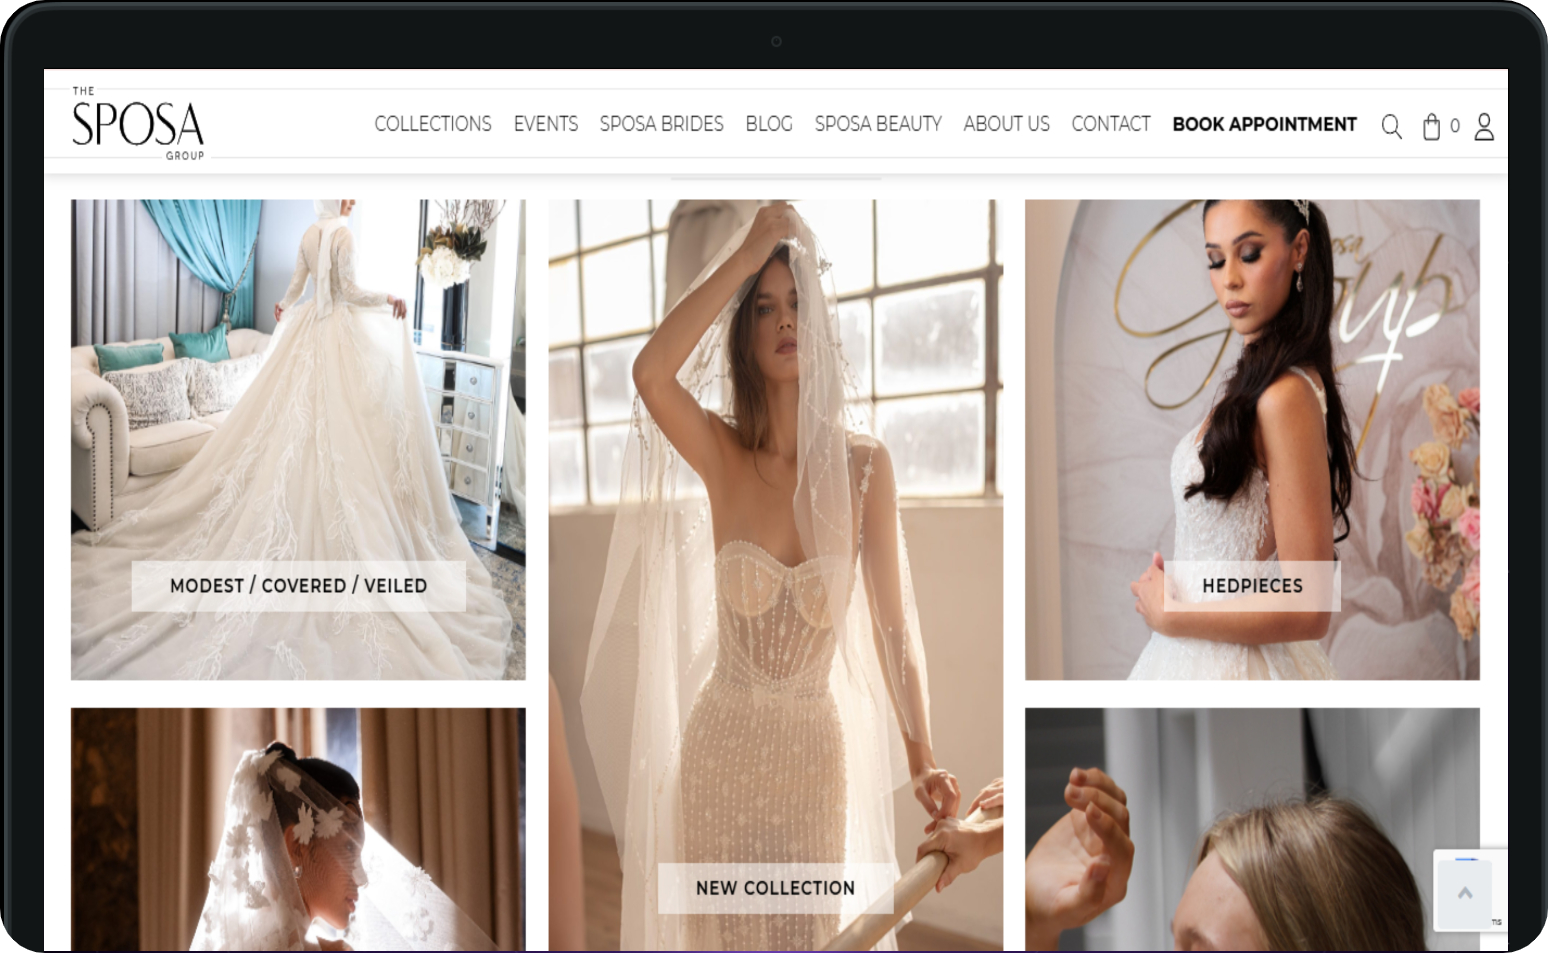 THE
SPOSA
GROUP
COLLECTIONS EVENTS SPOSA BRIDES BLOG SPOSA BEAUTY ABOUT US CONTACT BOOK APPOINTMENT 0
MODEST / COVERED / VEILED
HEDPIECES
NEW COLLECTION